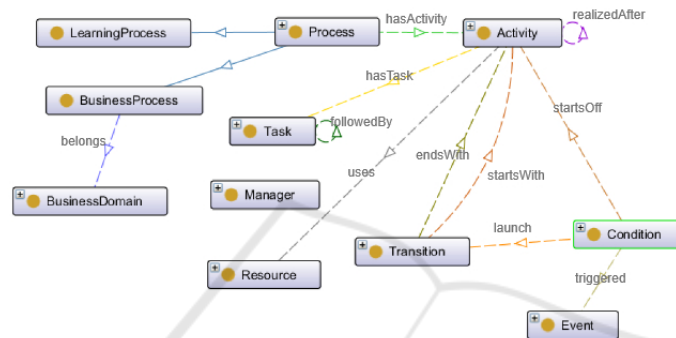 hasActivity
realizedAfter
LearningProcess
Process
Activity
hasTask
BusinessProcess
startsOff
Task
followedBy
belongs
endsWith
uses
startsWith
BusinessDomain
Manager
launch
Condition
Transition
Resource
triggered
Event